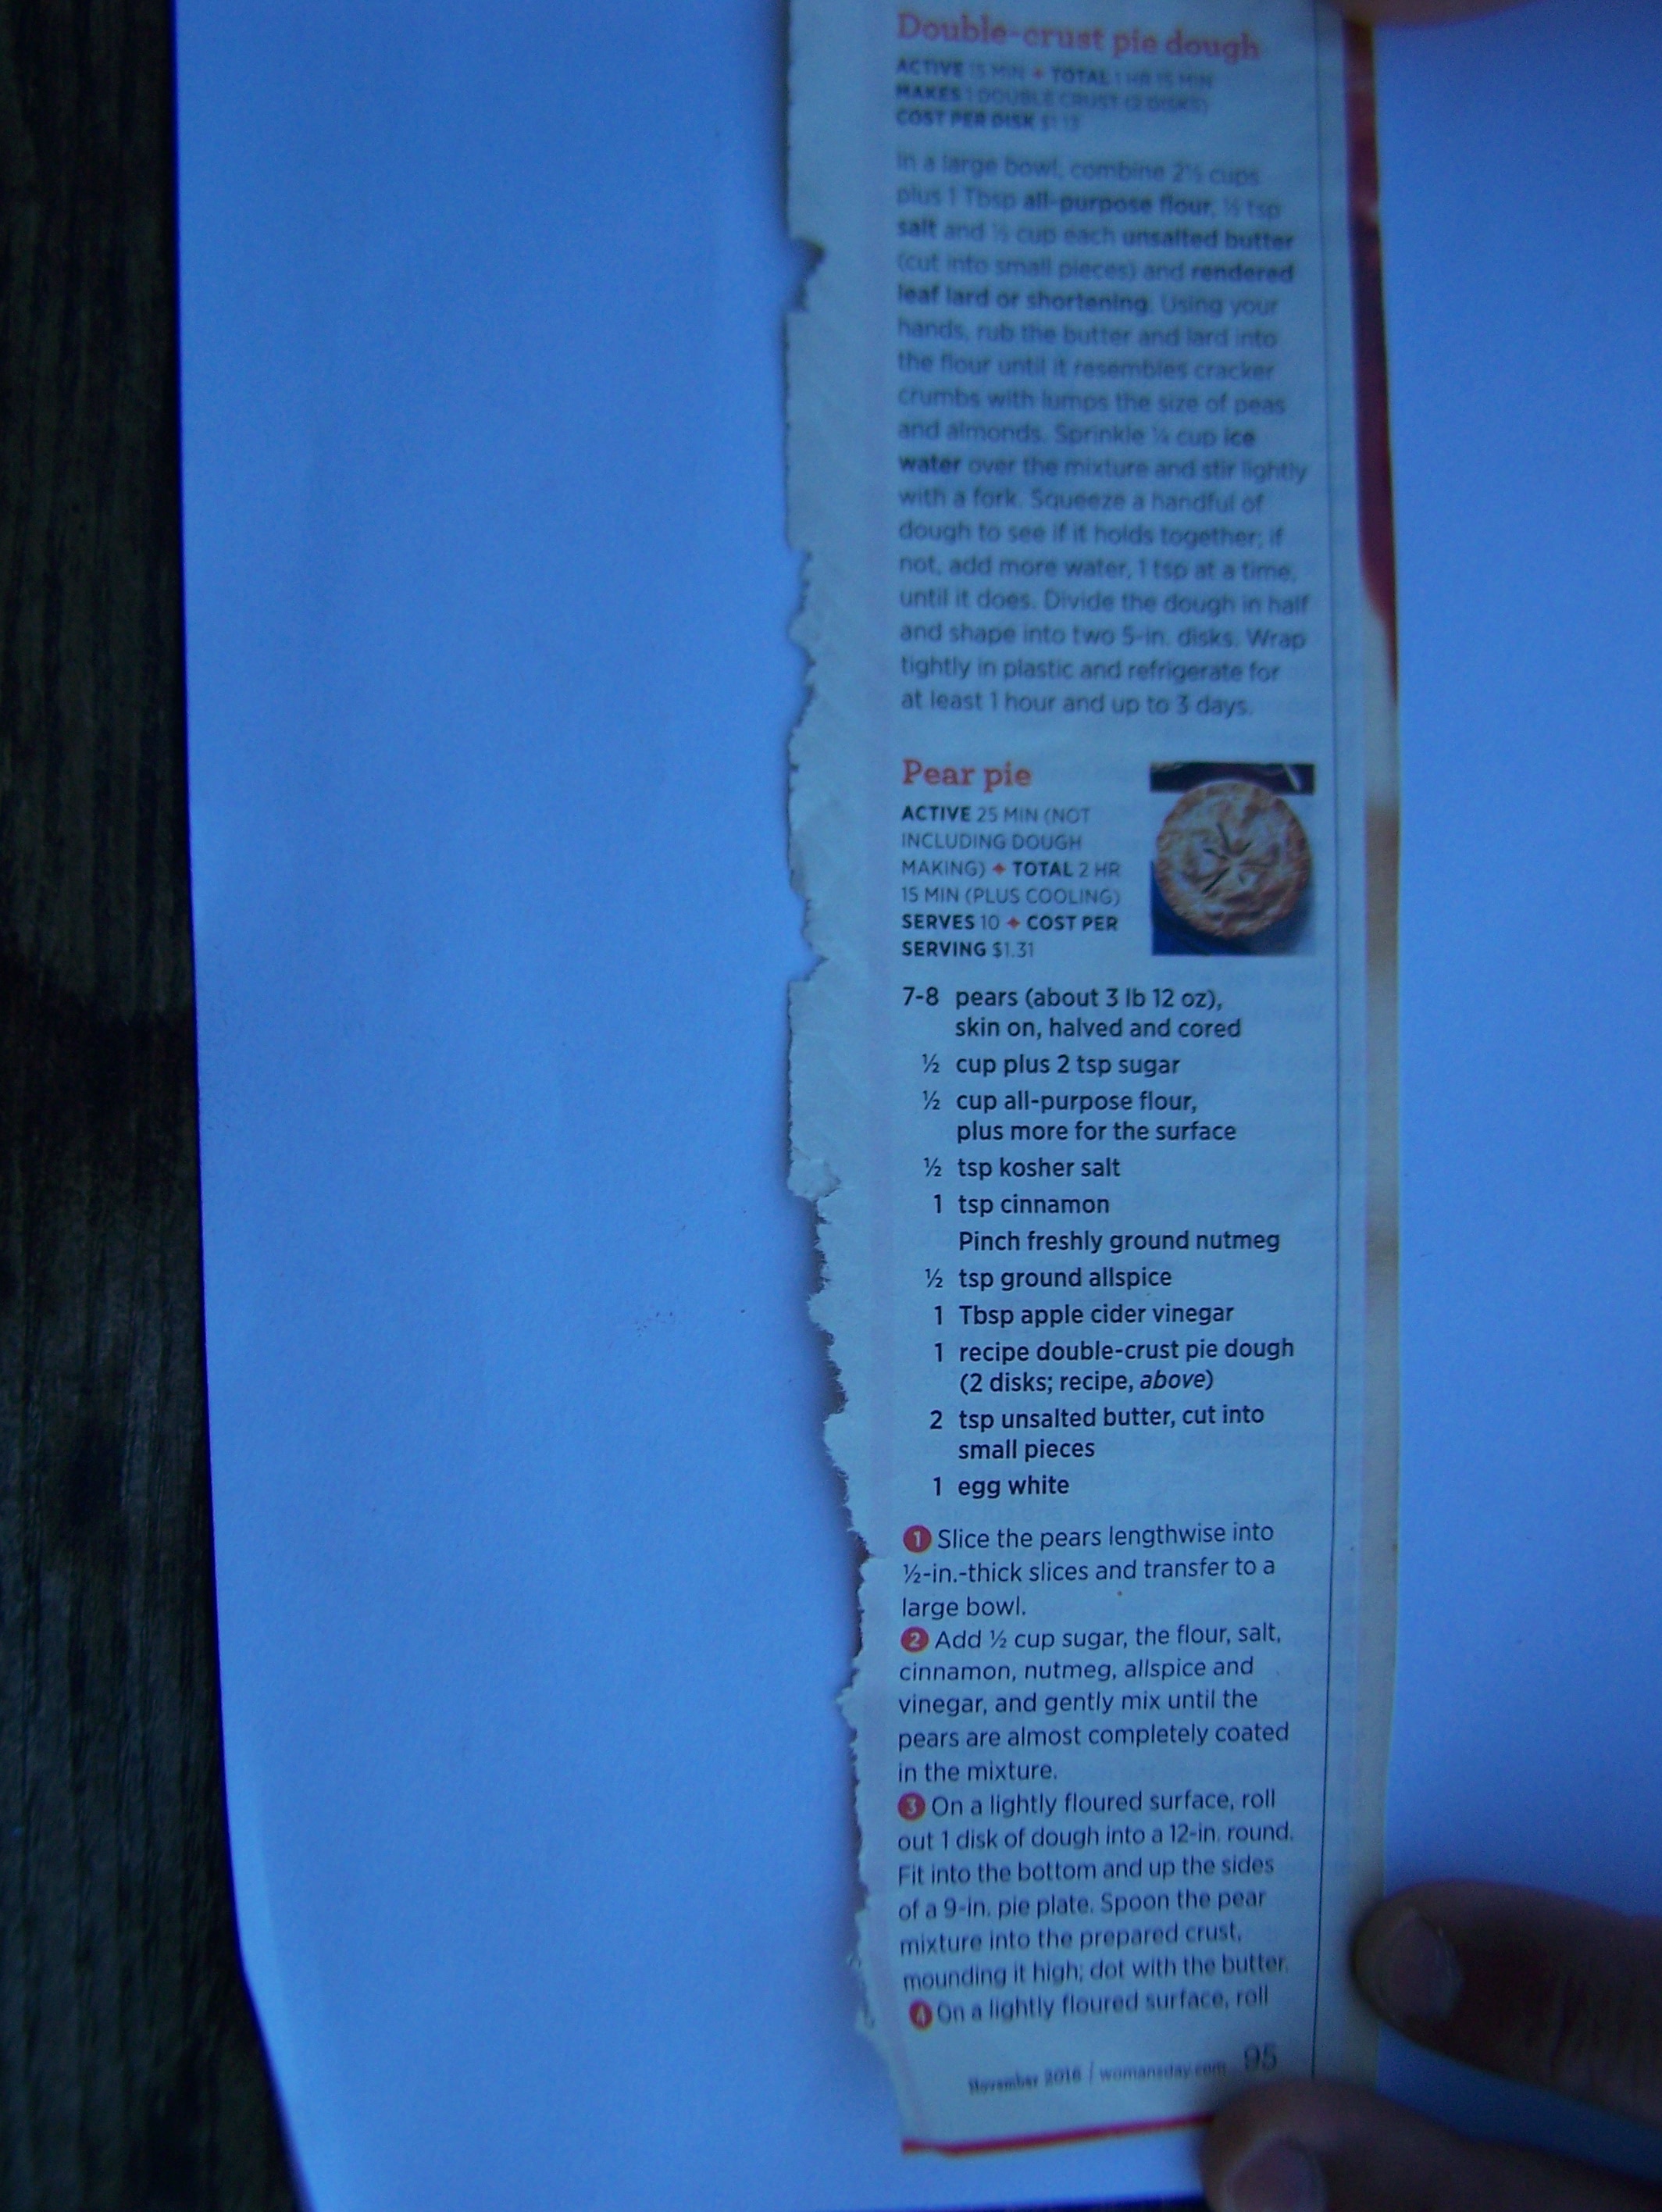 Double-crust pie dough
ACTIVE 15 MIN + TOTAL 1 HR 15 MIN
MAKES 1 DOUBLE CRUST (2 DISKS)
COST PER DISK
In a large bowl, combine cups
plus 1 Tbsp all-purpose flour, tsp
salt and cup each unsalted butter
(cut into small pieces) and rendered
leaf lard or shortening. Using your
hands, rub the butter and lard into
the flour until it resembles cracker
crumbs with lumps the size of peas
and almonds. Sprinkle cup ice
water over the mixture and stir lightly
with a fork. Squeeze a handful of
dough to see if it holds together; if
not, add more water, 1 tsp at a time,
until it does. Divide the dough in half
and shape into two 5-in. disks. Wrap
tightly in plastic and refrigerate for
at least 1 hour and up to 3 days.
Pear pie
ACTIVE 25 MIN (NOT
INCLUDING DOUGH
MAKING) + TOTAL 2 HR
15 MIN (PLUS COOLING)
SERVES 10 + COST PER
SERVING $1.31
7-8 pears (about 3 lb 12 oz),
skin on, halved and cored
½ cup plus 2 tsp sugar
½ cup all-purpose flour,
plus more for the surface
½ tsp kosher salt
1 tsp cinnamon
Pinch freshly ground nutmeg
½ tsp ground allspice
1 Tbsp apple cider vinegar
1 recipe double-crust pie dough
(2 disks; recipe, above)
2 tsp unsalted butter, cut into
small pieces
1 egg white
1 Slice the pears lengthwise into
½-in.-thick slices and transfer to a
large bowl.
2 Add ½ cup sugar, the flour, salt,
cinnamon, nutmeg, allspice and
vinegar, and gently mix until the
pears are almost completely coated
in the mixture.
3 On a lightly floured surface, roll
out 1 disk of dough into a 12-in. round.
Fit into the bottom and up the sides
of a 9-in. pie plate. Spoon the pear
mixture into the prepared crust,
mounding it high; dot with the butter.
4 On a lightly floured surface, roll
November 2016 / womansday.com 95